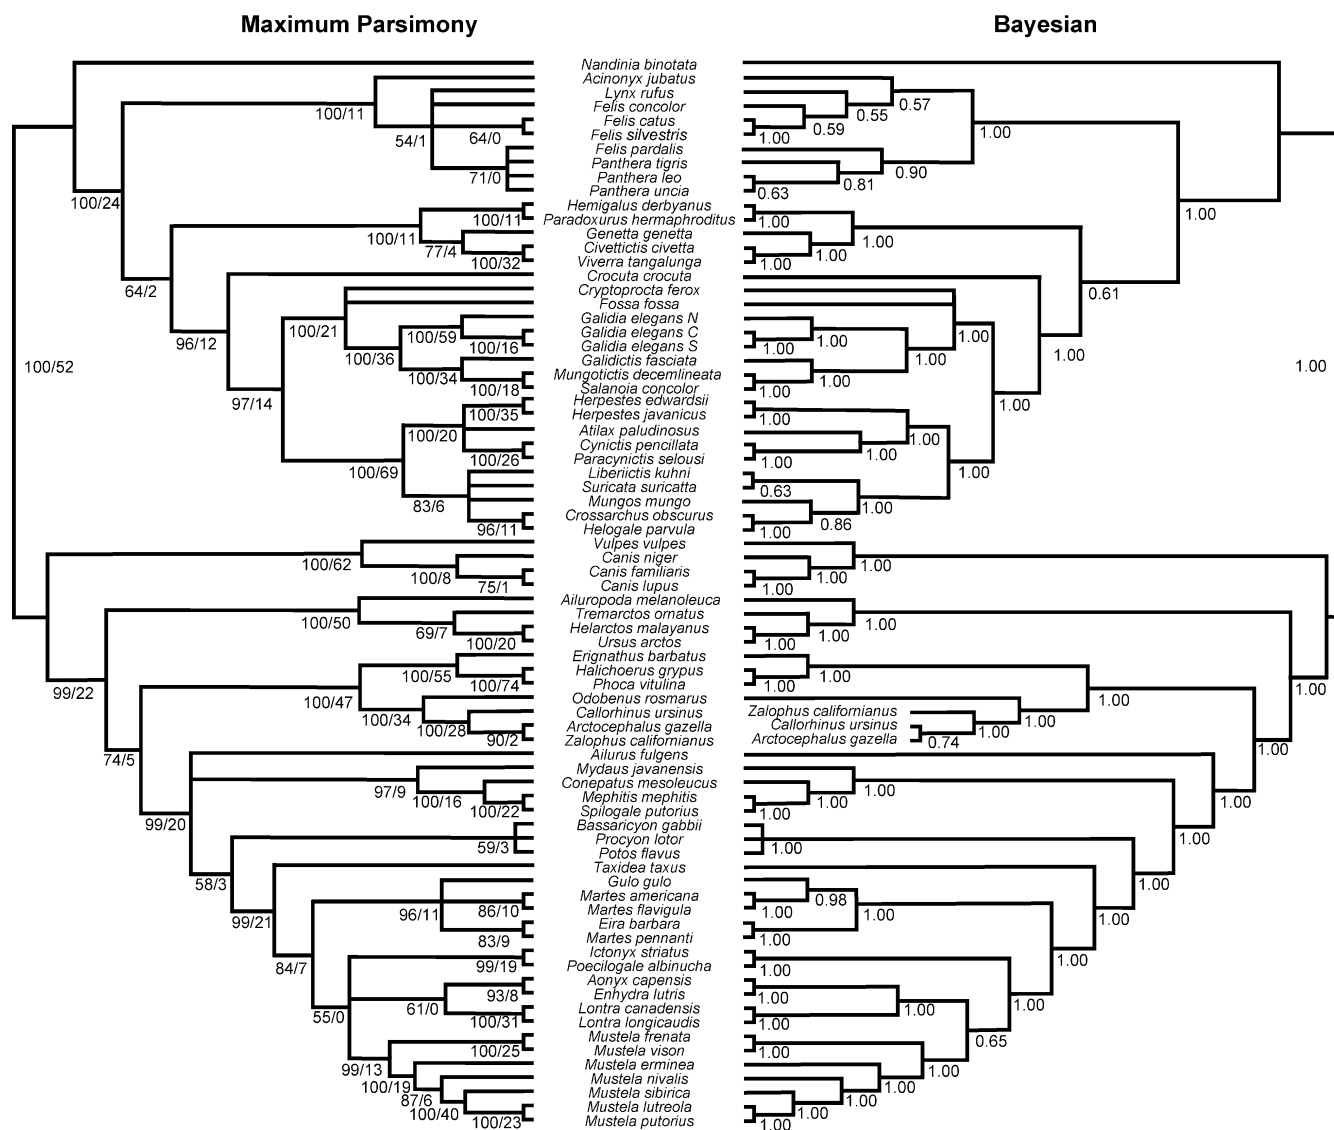 Maximum Parsimony
Bayesian
Nandinia binotata
Acinonyx jubatus
Lynx rufus
Felis concolor
Felis catus
Felis silvestris
Felis pardalis
Panthera tigris
Panthera leo
Panthera uncia
Hemigalus derbyanus
Paradoxurus hermaphroditus
Genetta genetta
Civettictis civetta
Viverra tangalunga
Crocuta crocuta
Cryptoprocta ferox
Fossa fossa
Galidia elegans N
Galidia elegans C
Galidia elegans S
Galidictis fasciata
Mungotictis decemlineata
Salanoia concolor
Herpestes edwardsii
Herpestes javanicus
Atilax paludinosus
Cynictis pencillata
Paracynictis selousi
Liberiictis kuhni
Suricata suricatta
Mungos mungo
Crossarchus obscurus
Helogale parvula
Vulpes vulpes
Canis niger
Canis familiaris
Canis lupus
Ailuropoda melanoleuca
Tremarctos ornatus
Helarctos malayanus
Ursus arctos
Erignathus barbatus
Halichoerus grypus
Phoca vitulina
Odobenus rosmarus
Callorhinus ursinus
Arctocephalus gazella
Zalophus californianus
Ailurus fulgens
Mydaus javanensis
Conepatus mesoleucus
Mephitis mephitis
Spilogale putorius
Bassaricyon gabbii
Procyon lotor
Potos flavus
Taxidea taxus
Gulo gulo
Martes americana
Martes flavigula
Eira barbara
Martes pennanti
Ictonyx striatus
Poecilogale albinucha
Aonyx capensis
Enhydra lutris
Lontra canadensis
Lontra longicaudis
Mustela frenata
Mustela vison
Mustela erminea
Mustela nivalis
Mustela sibirica
Mustela lutreola
Mustela putorius
Zalophus californianus
Callorhinus ursinus
Arctocephalus gazella
100/11
54/1
64/0
71/0
100/24
100/11
100/11
77/4
100/32
64/2
96/12
100/21
100/59
100/16
100/36
100/34
100/18
100/52
97/14
100/35
100/20
100/26
100/69
83/6
96/11
100/62
100/8
75/1
100/50
69/7
100/20
99/22
100/55
100/74
100/47
100/34
100/28
90/2
74/5
97/9
100/16
100/22
99/20
59/3
58/3
99/21
96/11
86/10
83/9
84/7
99/19
93/8
61/0
100/31
55/0
100/25
99/13
100/19
87/6
100/40
100/23
0.57
0.55
0.59
1.00
1.00
0.90
0.81
0.63
1.00
1.00
1.00
1.00
1.00
0.61
1.00
1.00
1.00
1.00
1.00
1.00
1.00
1.00
1.00
1.00
1.00
1.00
1.00
1.00
0.63
1.00
0.86
1.00
1.00
1.00
1.00
1.00
1.00
1.00
1.00
1.00
1.00
1.00
1.00
1.00
0.74
1.00
1.00
1.00
1.00
1.00
1.00
1.00
1.00
0.98
1.00
1.00
1.00
1.00
1.00
1.00
1.00
1.00
1.00
0.65
1.00
1.00
1.00
1.00
1.00
1.00